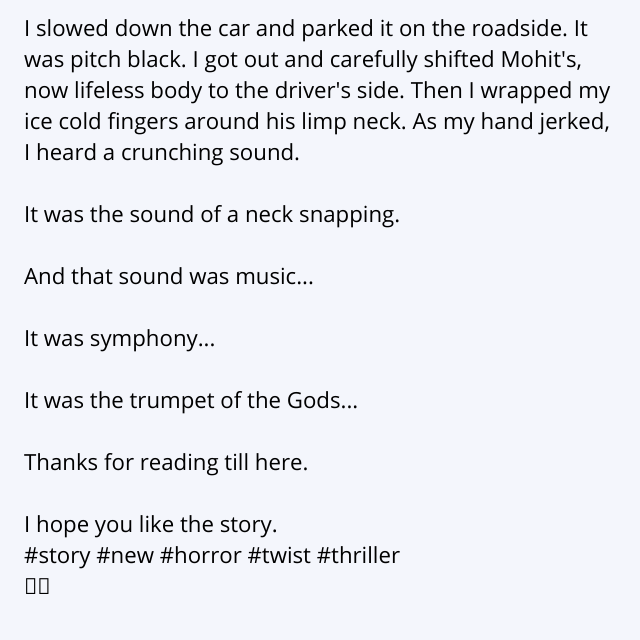 I slowed down the car and parked it on the roadside. It
was pitch black. I got out and carefully shifted Mohit's,
now lifeless body to the driver's side. Then I wrapped my
ice cold fingers around his limp neck. As my hand jerked,
I heard a crunching sound.
It was the sound of a neck snapping.
And that sound was music...
It was symphony...
It was the trumpet of the Gods...
Thanks for reading till here.
I hope you like the story.
#story #new #horror #twist #thriller